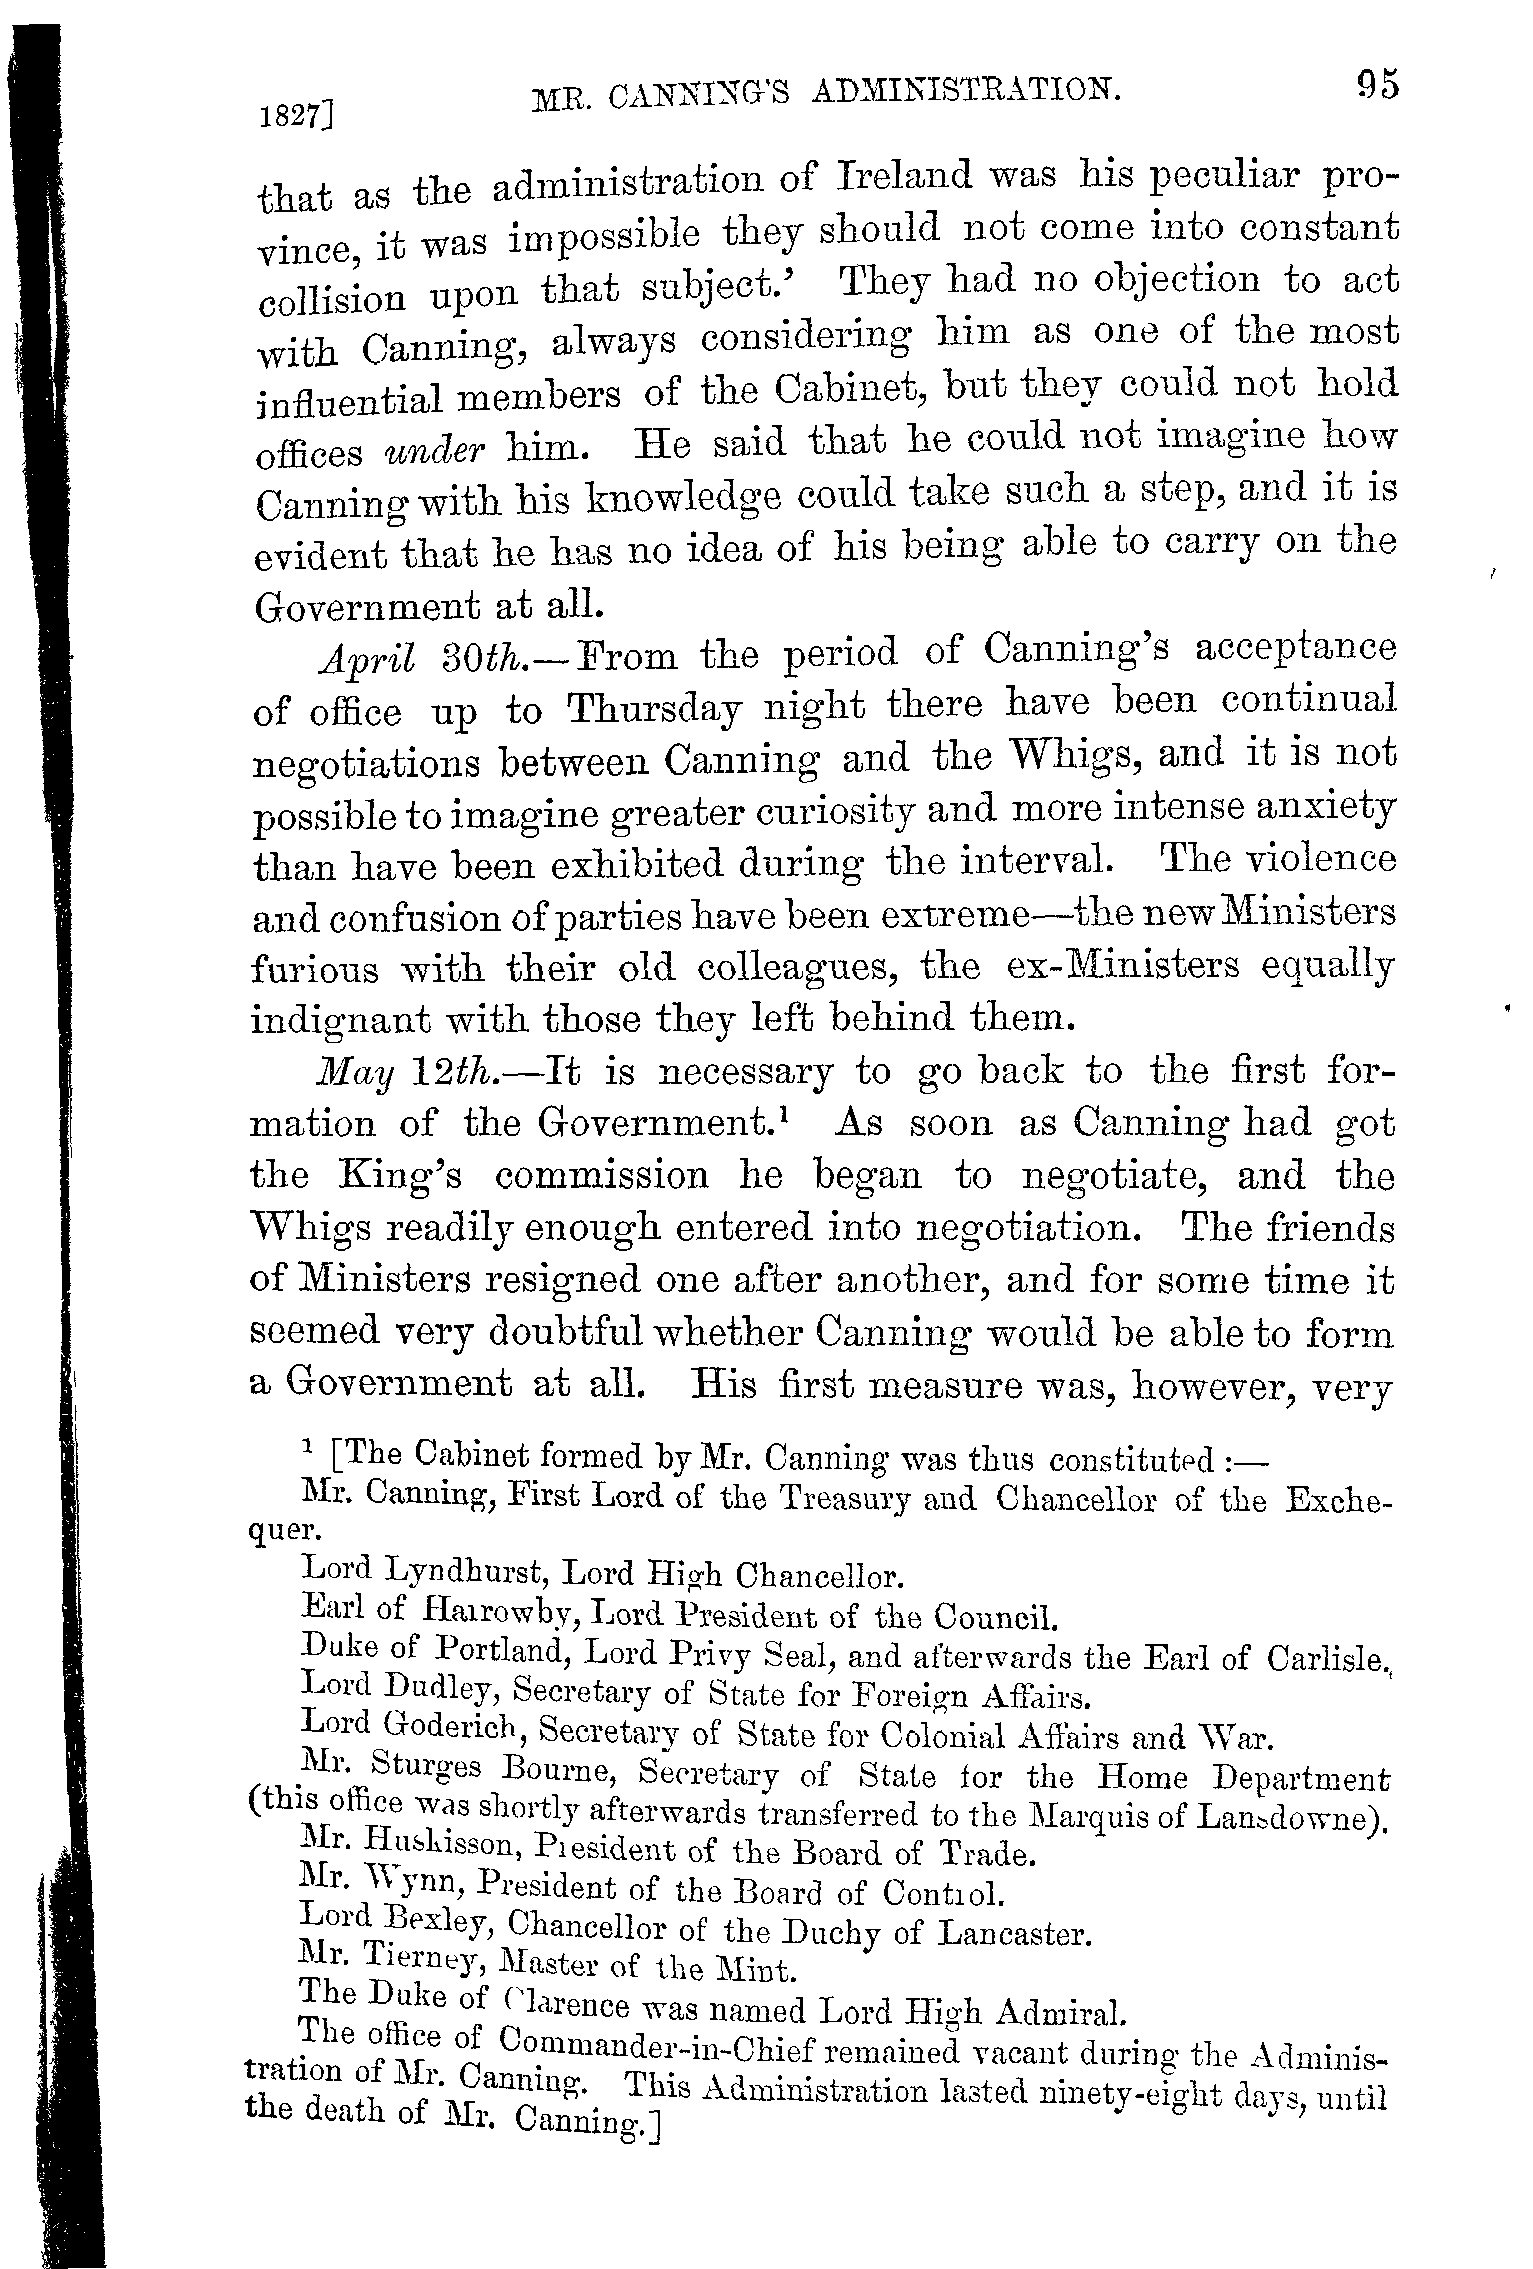 1827] MR. CANNING'S ADMINISTRATION. 95
that as the administration of Ireland was his peculiar pro-
vince, it was impossible they should not come into constant
collision upon that subject.' They had no objection to act
with Canning, always considering him as one of the most
influential members of the Cabinet, but they could not hold
offices under him. He said that he could not imagine how
Canning with his knowledge could take such a step, and it is
evident that he has no idea of his being able to carry on the
Government at all.
April 30th.—From the period of Canning's acceptance
of office up to Thursday night there have been continual
negotiations between Canning and the Whigs, and it is not
possible to imagine greater curiosity and more intense anxiety
than have been exhibited during the interval. The violence
and confusion of parties have been extreme—the new Ministers
furious with their old colleagues, the ex-Ministers equally
indignant with those they left behind them.
May 12th.—It is necessary to go back to the first for-
mation of the Government.¹ As soon as Canning had got
the King's commission he began to negotiate, and the
Whigs readily enough entered into negotiation. The friends
of Ministers resigned one after another, and for some time it
seemed very doubtful whether Canning would be able to form
a Government at all. His first measure was, however, very
¹ [The Cabinet formed by Mr. Canning was thus constituted :—
Mr. Canning, First Lord of the Treasury and Chancellor of the Exche-
quer.
Lord Lyndhurst, Lord High Chancellor.
Earl of Harrowby, Lord President of the Council.
Duke of Portland, Lord Privy Seal, and afterwards the Earl of Carlisle.
Lord Dudley, Secretary of State for Foreign Affairs.
Lord Goderich, Secretary of State for Colonial Affairs and War.
Mr. Sturges Bourne, Secretary of State for the Home Department
(this office was shortly afterwards transferred to the Marquis of Lansdowne).
Mr. Huskisson, President of the Board of Trade.
Mr. Wynn, President of the Board of Control.
Lord Bexley, Chancellor of the Duchy of Lancaster.
Mr. Tierney, Master of the Mint.
The Duke of Clarence was named Lord High Admiral.
The office of Commander-in-Chief remained vacant during the Adminis-
tration of Mr. Canning. This Administration lasted ninety-eight days, until
the death of Mr. Canning.]